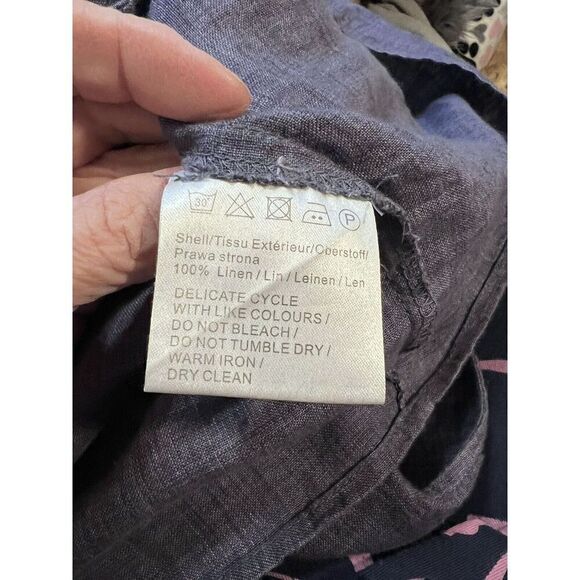 30°
P
Shell/Tissu Extérieur/Oberstoff/
Prawa strona
100% Linen / Lin / Leinen / Len
DELICATE CYCLE
WITH LIKE COLOURS /
DO NOT BLEACH /
DO NOT TUMBLE DRY /
WARM IRON /
DRY CLEAN